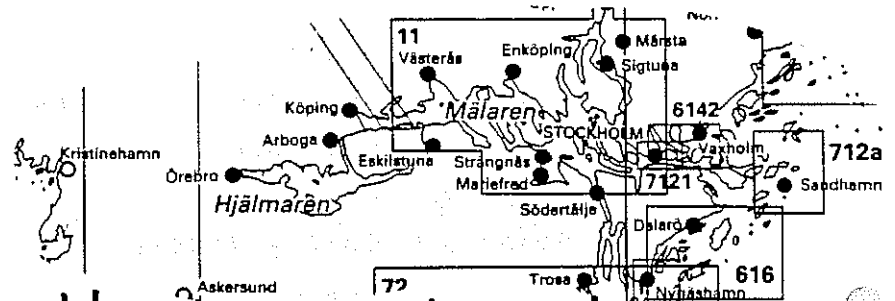 11
Märsta
Västerås
Enköping
Sigtuna
Köping
Mälaren
6142
STOCKHOLM
Arboga
Kristinehamn
Eskilstuna
Strängnäs
Vaxholm
712a
Örebro
Mariefred
7121
Sandhamn
Hjälmaren
Södertälje
Dalarö
72
Trosa
616
Askersund
Nynäshamn